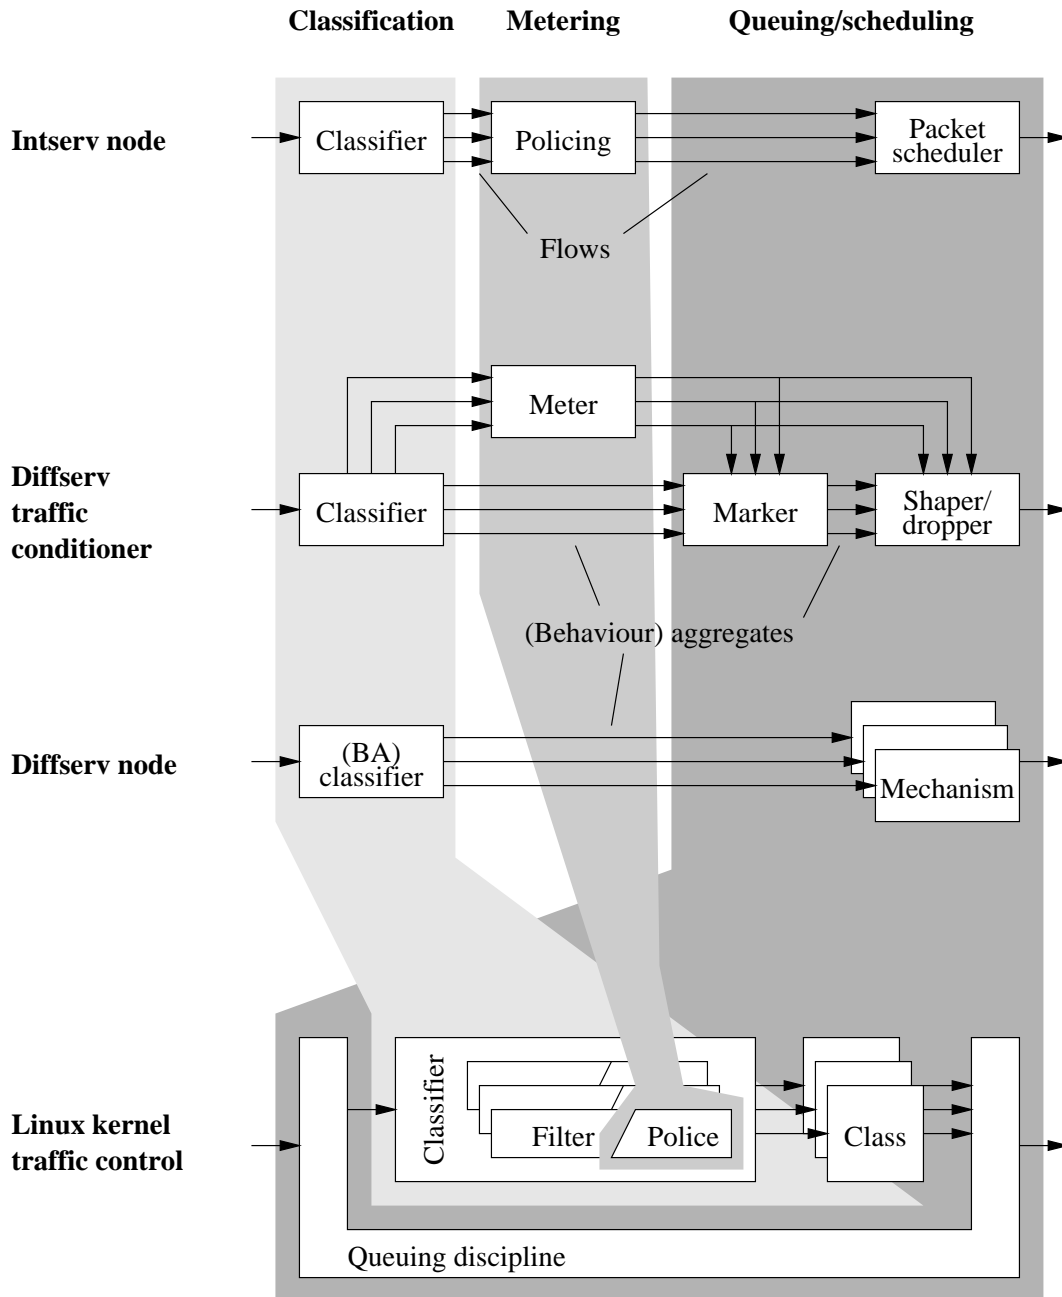 Classification Metering Queuing/scheduling
Intserv node
Classifier
Policing
Packet
scheduler
Flows
Meter
Diffserv
traffic
conditioner
Classifier
Marker
Shaper/
dropper
(Behaviour) aggregates
Diffserv node
(BA)
classifier
Mechanism
Linux kernel
traffic control
Classifier
Filter
Police
Class
Queuing discipline